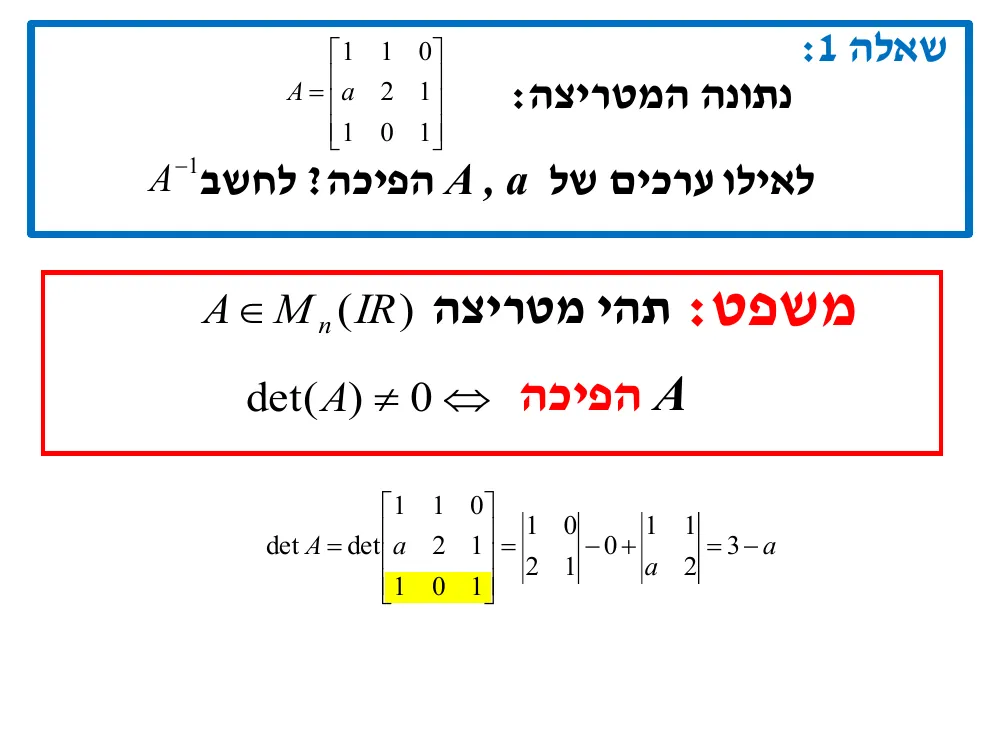 שאלה 1:
נתונה המטריצה: A = [1 1 0; a 2 1; 1 0 1]
לאילו ערכים של A , a הפיכה? לחשב A⁻¹
משפט: תהי מטריצה A ∈ M_n (IR)
A הפיכה ⇔ det(A) ≠ 0
det A = det [1 1 0; a 2 1; 1 0 1] = |1 0; 2 1| − 0 + |1 1; a 2| = 3 − a